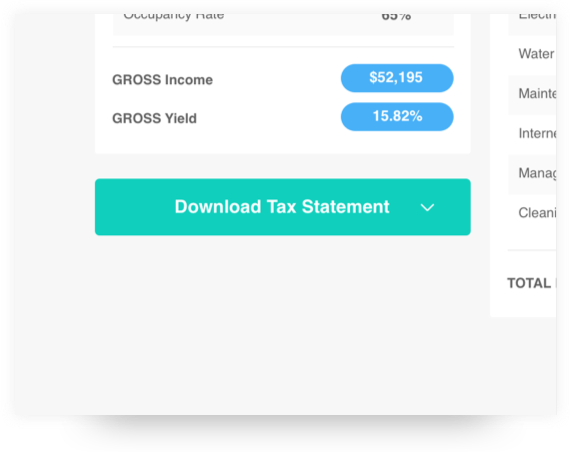 Occupancy Rate 65%
GROSS Income $52,195
GROSS Yield 15.82%
Download Tax Statement
Electri
Water
Mainte
Interne
Manag
Cleani
TOTAL